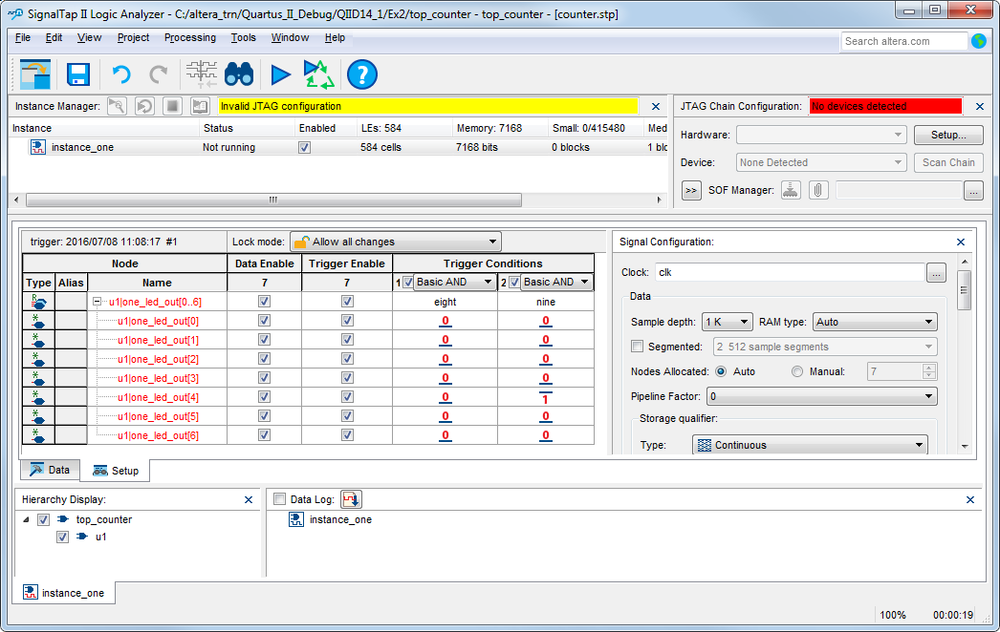 SignalTap II Logic Analyzer - C:/altera_trn/Quartus_II_Debug/QIID14_1/Ex2/top_counter - top_counter - [counter.stp]
File Edit View Project Processing Tools Window Help
Search altera.com
Instance Manager: Invalid JTAG configuration
Instance Status Enabled LEs: 584 Memory: 7168 Small: 0/415480 Med
instance_one Not running 584 cells 7168 bits 0 blocks 1 blo
JTAG Chain Configuration: No devices detected
Hardware: Setup...
Device: None Detected Scan Chain
>> SOF Manager: ...
trigger: 2016/07/08 11:08:17 #1 Lock mode: Allow all changes
Node Data Enable Trigger Enable Trigger Conditions
Type Alias Name 7 7 1 Basic AND 2 Basic AND
R u1|one_led_out[0..6] eight nine
* u1|one_led_out[0] 0 0
* u1|one_led_out[1] 0 0
* u1|one_led_out[2] 0 0
* u1|one_led_out[3] 0 0
* u1|one_led_out[4] 0 1
* u1|one_led_out[5] 0 0
* u1|one_led_out[6] 0 0
Signal Configuration:
Clock: clk ...
Data
Sample depth: 1 K RAM type: Auto
Segmented: 2 512 sample segments
Nodes Allocated: Auto Manual: 7
Pipeline Factor: 0
Storage qualifier:
Type: Continuous
Data Setup
Hierarchy Display:
top_counter
u1
Data Log:
instance_one
instance_one
100% 00:00:19